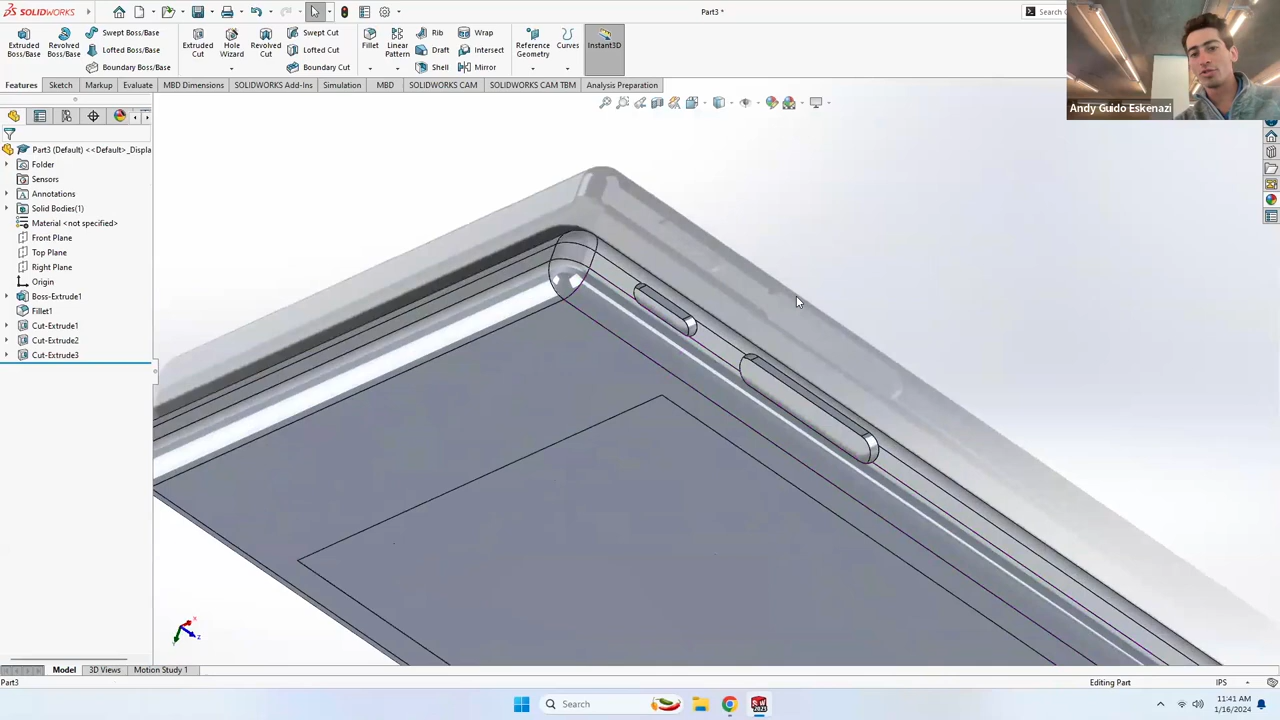 SOLIDWORKS
Part3 *
Search Co
Extruded Boss/Base
Revolved Boss/Base
Swept Boss/Base
Lofted Boss/Base
Boundary Boss/Base
Extruded Cut
Hole Wizard
Revolved Cut
Swept Cut
Lofted Cut
Boundary Cut
Fillet
Linear Pattern
Rib
Draft
Shell
Wrap
Intersect
Mirror
Reference Geometry
Curves
Instant3D
Features
Sketch
Markup
Evaluate
MBD Dimensions
SOLIDWORKS Add-Ins
Simulation
MBD
SOLIDWORKS CAM
SOLIDWORKS CAM TBM
Analysis Preparation
Andy Guido Eskenazi
Part3 (Default) <<Default>_Displa
Folder
Sensors
Annotations
Solid Bodies(1)
Material <not specified>
Front Plane
Top Plane
Right Plane
Origin
Boss-Extrude1
Fillet1
Cut-Extrude1
Cut-Extrude2
Cut-Extrude3
x
z
Y
Model
3D Views
Motion Study 1
Part3
Editing Part
IPS
Search
11:41 AM
1/16/2024